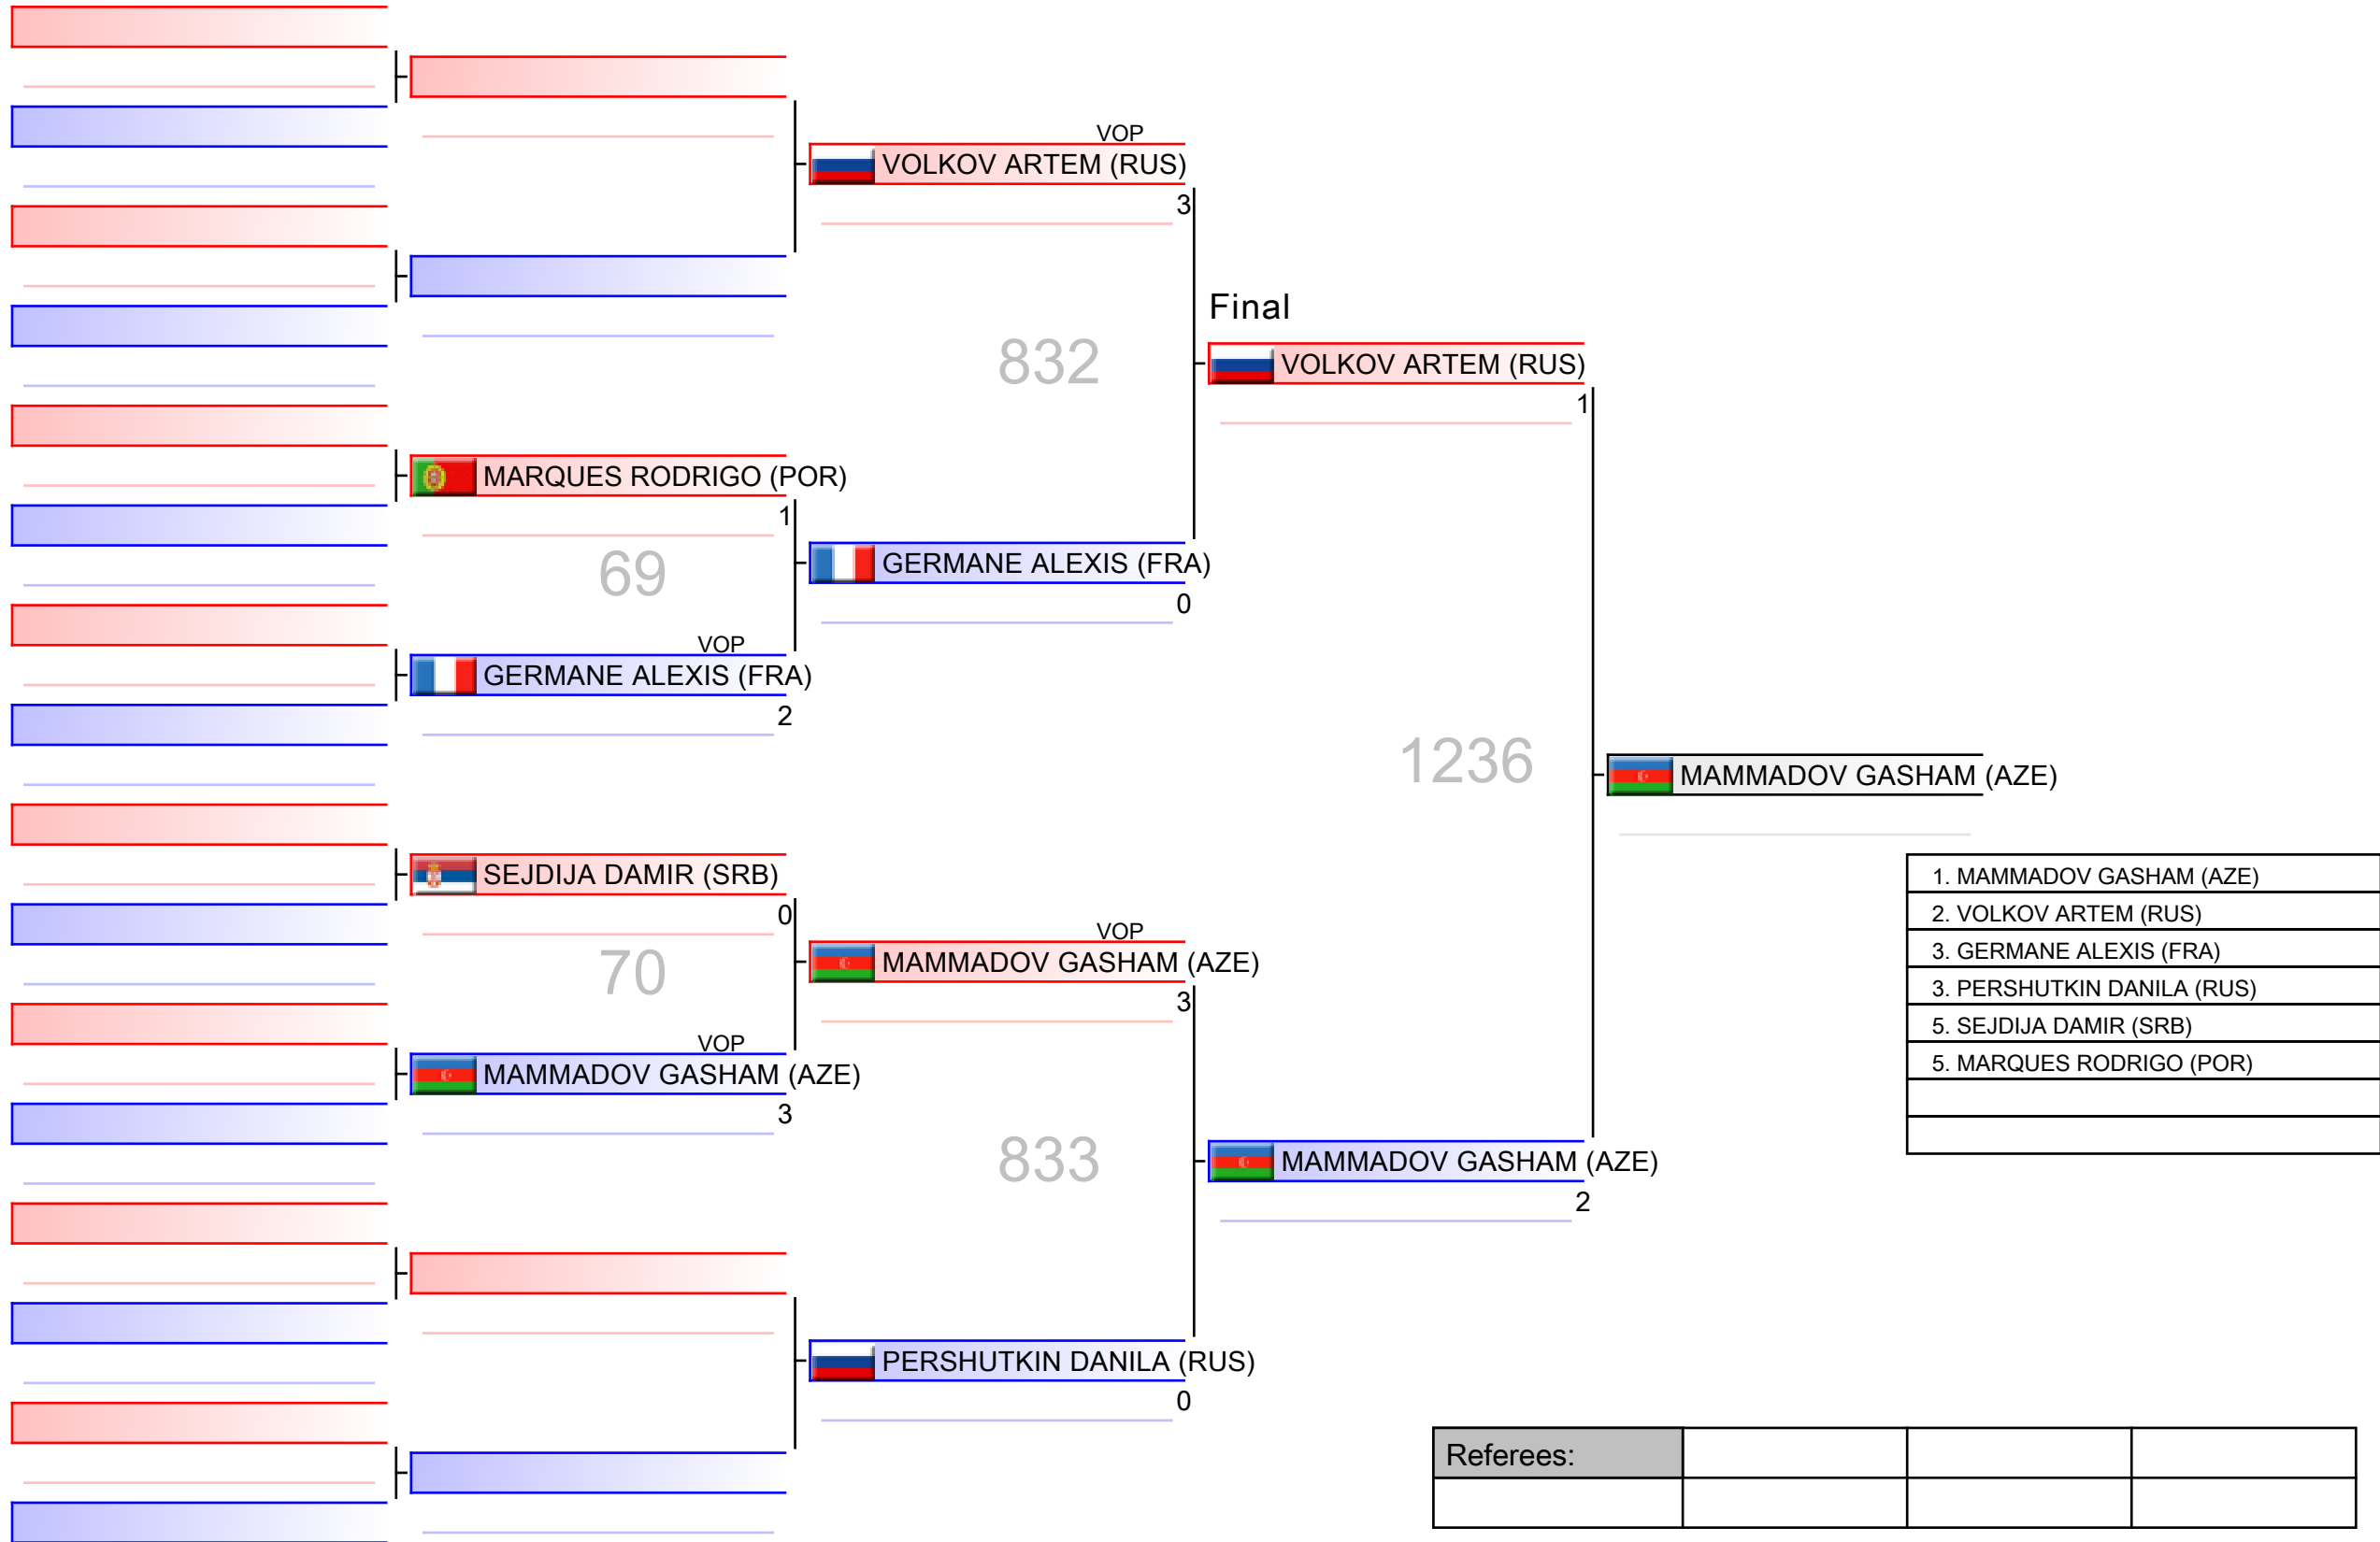 VOP
VOLKOV ARTEM (RUS)
3
Final
832
VOLKOV ARTEM (RUS)
1
MARQUES RODRIGO (POR)
1
69
GERMANE ALEXIS (FRA)
0
VOP
GERMANE ALEXIS (FRA)
2
1236
MAMMADOV GASHAM (AZE)
SEJDIJA DAMIR (SRB)
0
70
VOP
MAMMADOV GASHAM (AZE)
3
VOP
MAMMADOV GASHAM (AZE)
3
833
MAMMADOV GASHAM (AZE)
2
PERSHUTKIN DANILA (RUS)
0
1. MAMMADOV GASHAM (AZE)
2. VOLKOV ARTEM (RUS)
3. GERMANE ALEXIS (FRA)
3. PERSHUTKIN DANILA (RUS)
5. SEJDIJA DAMIR (SRB)
5. MARQUES RODRIGO (POR)
Referees: